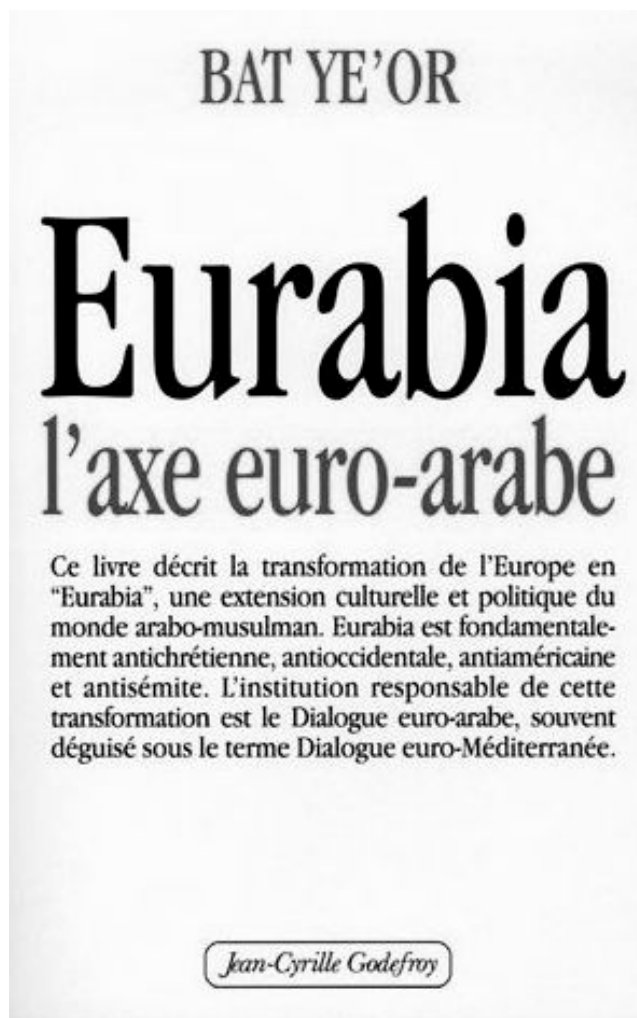 BAT YE'OR
Eurabia
l'axe euro-arabe
Ce livre décrit la transformation de l'Europe en
"Eurabia", une extension culturelle et politique du
monde arabo-musulman. Eurabia est fondamentale-
ment antichrétienne, antioccidentale, antiaméricaine
et antisémite. L'institution responsable de cette
transformation est le Dialogue euro-arabe, souvent
déguisé sous le terme Dialogue euro-Méditerranée.
Jean-Cyrille Godefroy